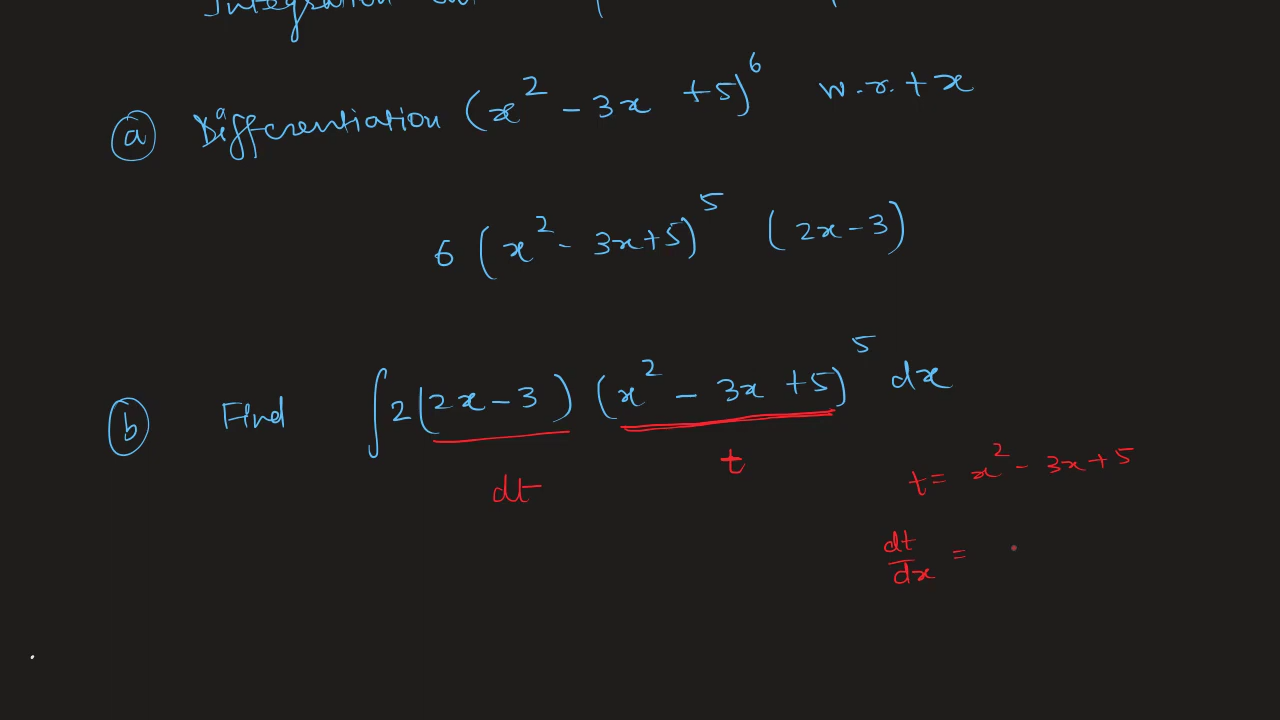 Integration
ⓐ Differentiation (x² - 3x + 5)⁶ w.r.t x
6 (x² - 3x + 5)⁵ (2x - 3)
ⓑ Find ∫ 2(2x - 3) (x² - 3x + 5)⁵ dx
dt t
t = x² - 3x + 5
dt/dx =